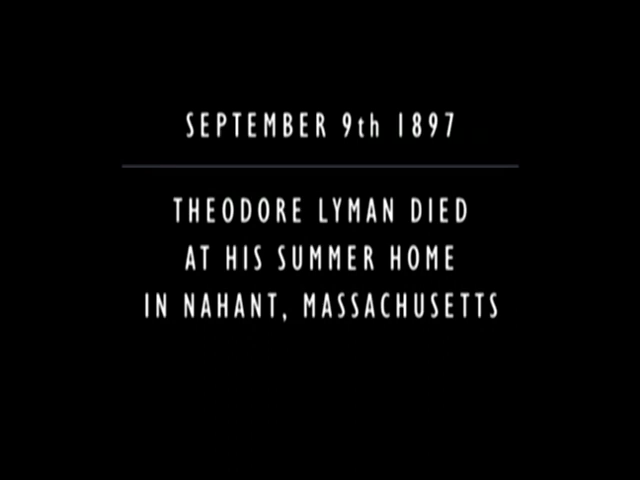 SEPTEMBER 9th 1897
THEODORE LYMAN DIED
AT HIS SUMMER HOME
IN NAHANT, MASSACHUSETTS